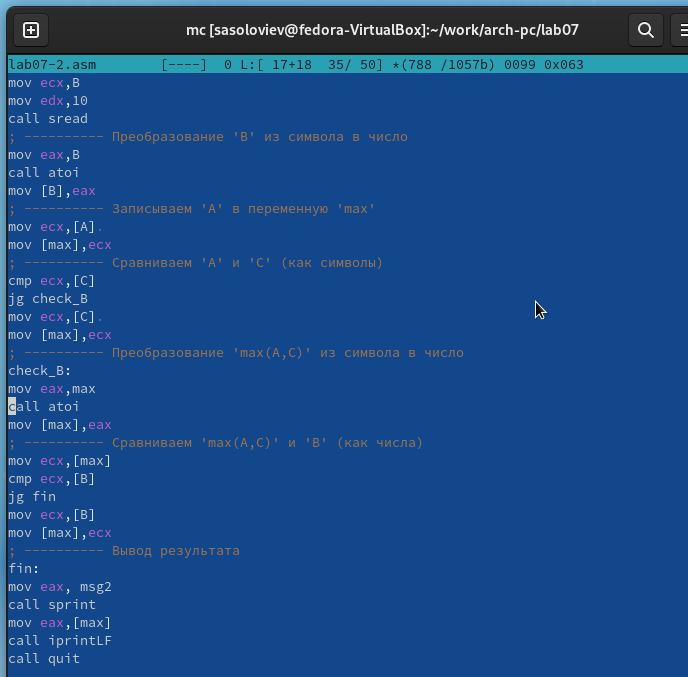 mc [sasoloviev@fedora-VirtualBox]:~/work/arch-pc/lab07
lab07-2.asm [----] 0 L:[ 17+18 35/ 50] *(788 /1057b) 0099 0x063
mov ecx,B
mov edx,10
call sread
; ---------- Преобразование 'B' из символа в число
mov eax,B
call atoi
mov [B],eax
; ---------- Записываем 'A' в переменную 'max'
mov ecx,[A].
mov [max],ecx
; ---------- Сравниваем 'A' и 'C' (как символы)
cmp ecx,[C]
jg check_B
mov ecx,[C].
mov [max],ecx
; ---------- Преобразование 'max(A,C)' из символа в число
check_B:
mov eax,max
call atoi
mov [max],eax
; ---------- Сравниваем 'max(A,C)' и 'B' (как числа)
mov ecx,[max]
cmp ecx,[B]
jg fin
mov ecx,[B]
mov [max],ecx
; ---------- Вывод результата
fin:
mov eax, msg2
call sprint
mov eax,[max]
call iprintLF
call quit